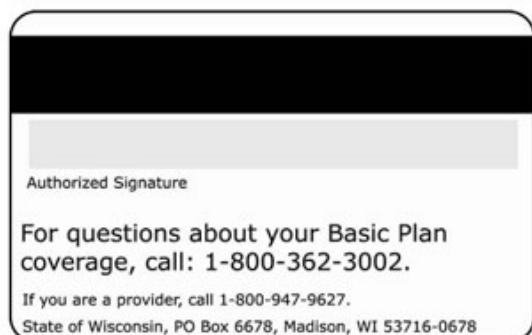 Authorized Signature
For questions about your Basic Plan
coverage, call: 1-800-362-3002.
If you are a provider, call 1-800-947-9627.
State of Wisconsin, PO Box 6678, Madison, WI 53716-0678